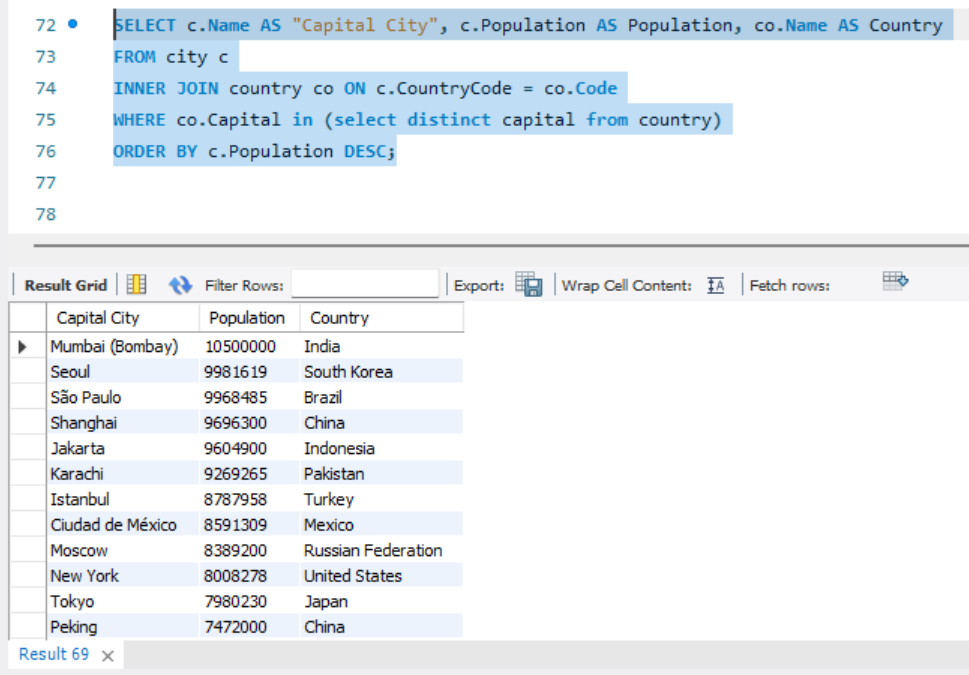 72 SELECT c.Name AS "Capital City", c.Population AS Population, co.Name AS Country
73 FROM city c
74 INNER JOIN country co ON c.CountryCode = co.Code
75 WHERE co.Capital in (select distinct capital from country)
76 ORDER BY c.Population DESC;
77
78
Result Grid Filter Rows: Export: Wrap Cell Content: IA Fetch rows:
Capital City Population Country
Mumbai (Bombay) 10500000 India
Seoul 9981619 South Korea
São Paulo 9968485 Brazil
Shanghai 9696300 China
Jakarta 9604900 Indonesia
Karachi 9269265 Pakistan
Istanbul 8787958 Turkey
Ciudad de México 8591309 Mexico
Moscow 8389200 Russian Federation
New York 8008278 United States
Tokyo 7980230 Japan
Peking 7472000 China
Result 69